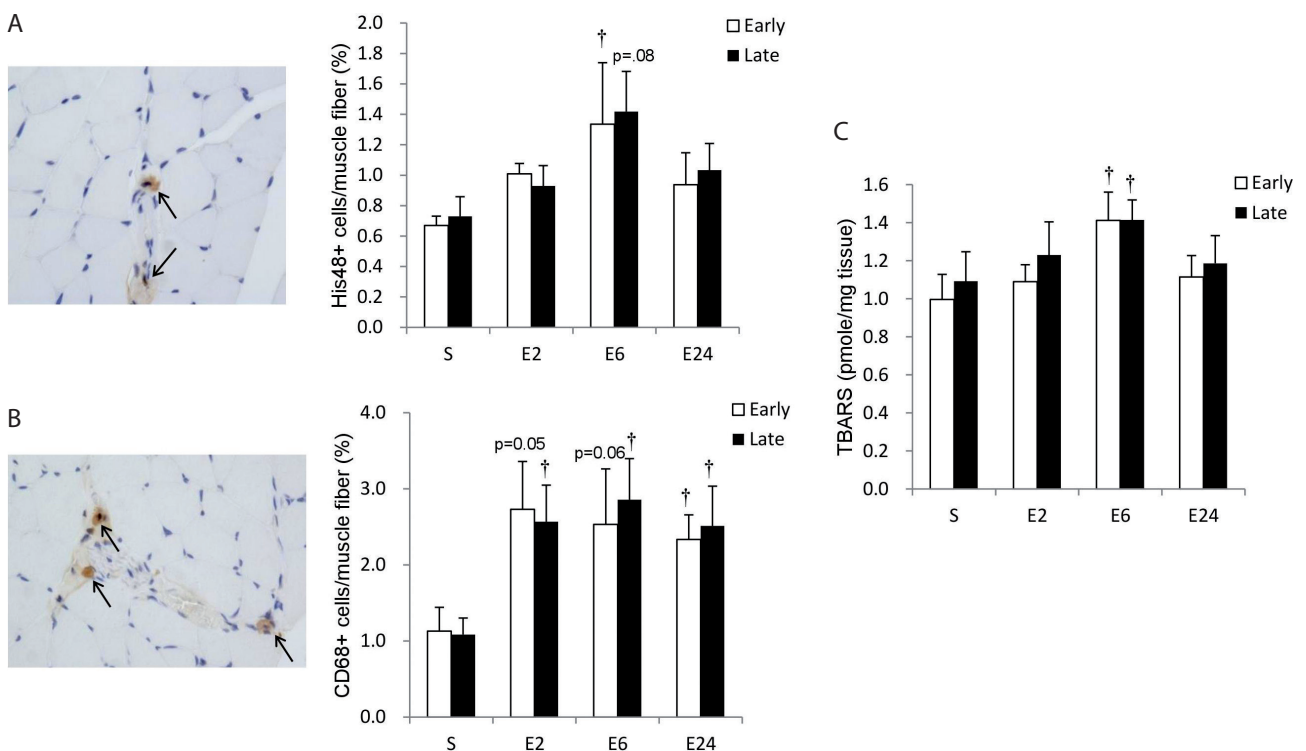 A
His48+ cells/muscle fiber (%)
2.0
1.8
1.6
1.4
1.2
1.0
0.8
0.6
0.4
0.2
0.0
†
p=.08
Early
Late
S E2 E6 E24
B
CD68+ cells/muscle fiber (%)
4.0
3.0
2.0
1.0
0.0
p=0.05
†
p=0.06
†
†
†
Early
Late
S E2 E6 E24
C
TBARS (pmole/mg tissue)
1.6
1.4
1.2
1.0
0.8
0.6
0.4
0.2
0.0
† †
Early
Late
S E2 E6 E24